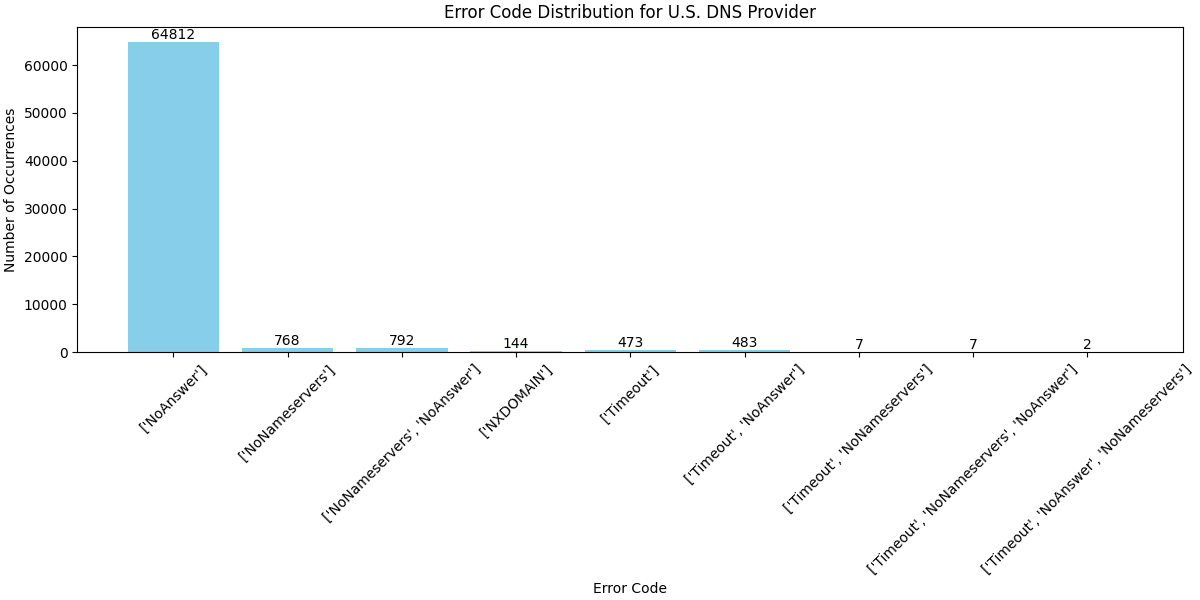 Error Code Distribution for U.S. DNS Provider
Number of Occurrences
60000
50000
40000
30000
20000
10000
0
64812
768
792
144
473
483
7
7
2
['NoAnswer']
['NoNameservers']
['NoNameservers', 'NoAnswer']
['NXDOMAIN']
['Timeout']
['Timeout', 'NoAnswer']
['Timeout', 'NoNameservers']
['Timeout', 'NoNameservers', 'NoAnswer']
['Timeout', 'NoAnswer', 'NoNameservers']
Error Code